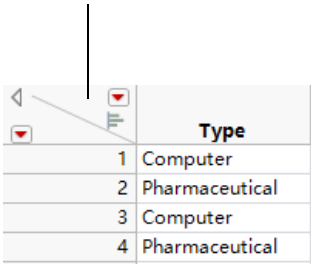 Type
1 Computer
2 Pharmaceutical
3 Computer
4 Pharmaceutical